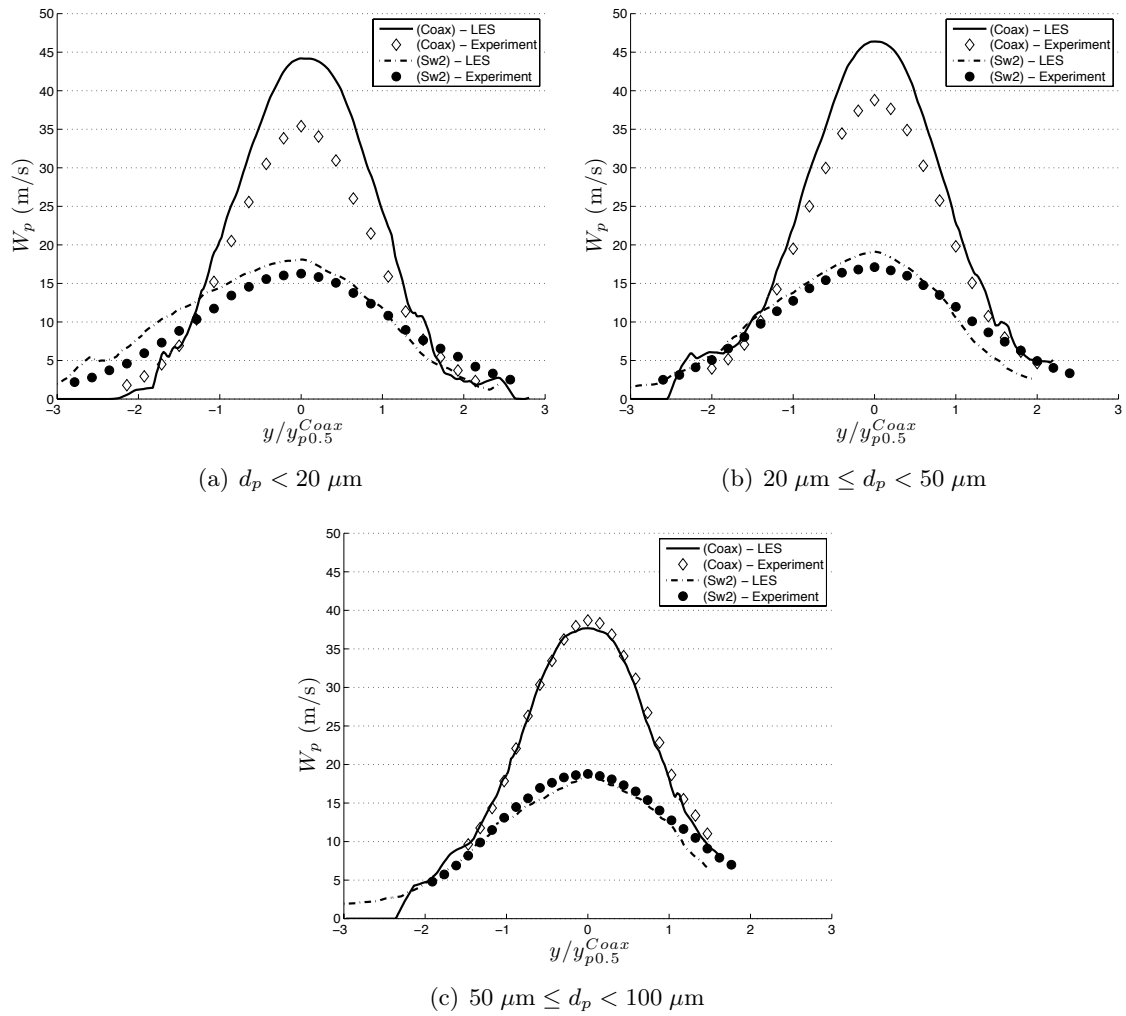 50
45
40
35
30
25
20
15
10
5
0
W_p (m/s)
−3 −2 −1 0 1 2 3
y/y_{p0.5}^{Coax}
(Coax) − LES
(Coax) − Experiment
(Sw2) − LES
(Sw2) − Experiment
(a) d_p < 20 μm
50
45
40
35
30
25
20
15
10
5
0
W_p (m/s)
−3 −2 −1 0 1 2 3
y/y_{p0.5}^{Coax}
(Coax) − LES
(Coax) − Experiment
(Sw2) − LES
(Sw2) − Experiment
(b) 20 μm ≤ d_p < 50 μm
50
45
40
35
30
25
20
15
10
5
0
W_p (m/s)
−3 −2 −1 0 1 2 3
y/y_{p0.5}^{Coax}
(Coax) − LES
(Coax) − Experiment
(Sw2) − LES
(Sw2) − Experiment
(c) 50 μm ≤ d_p < 100 μm